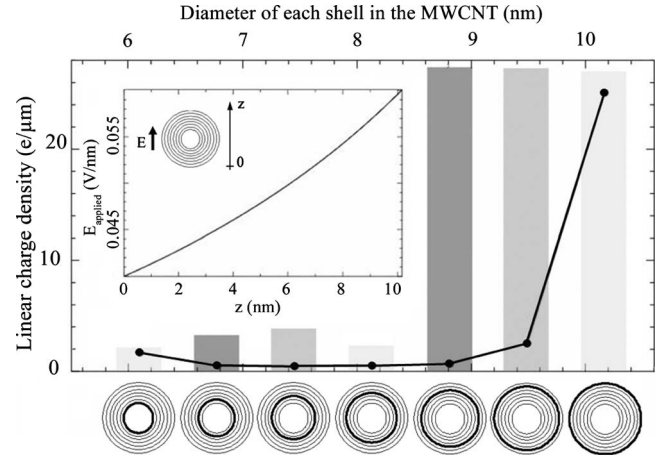 Diameter of each shell in the MWCNT (nm)
6 7 8 9 10
Linear charge density (e/μm)
20
10
0
E applied (V/nm)
0.055
0.045
z
E
0
0 2 4 6 8 10
z (nm)